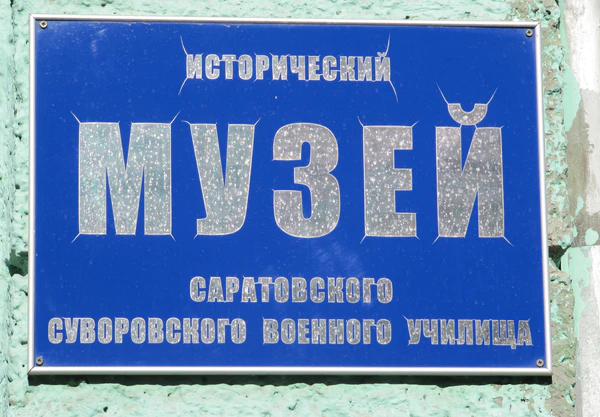 ИСТОРИЧЕСКИЙ
МУЗЕЙ
САРАТОВСКОГО
СУВОРОВСКОГО ВОЕННОГО УЧИЛИЩА